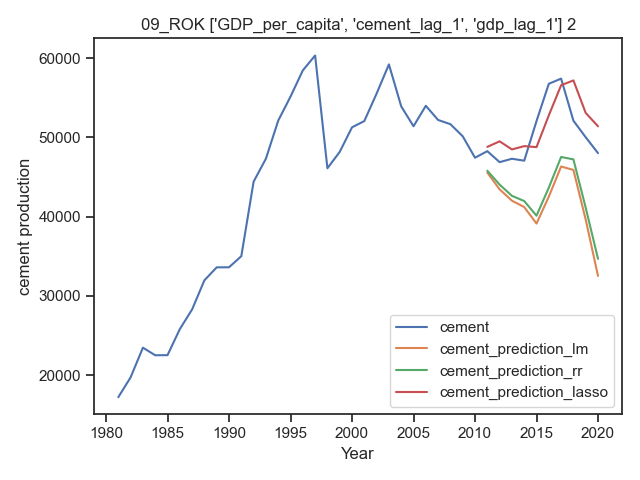 09_ROK ['GDP_per_capita', 'cement_lag_1', 'gdp_lag_1'] 2
60000
50000
40000
30000
20000
cement production
1980 1985 1990 1995 2000 2005 2010 2015 2020
Year
cement
cement_prediction_lm
cement_prediction_rr
cement_prediction_lasso